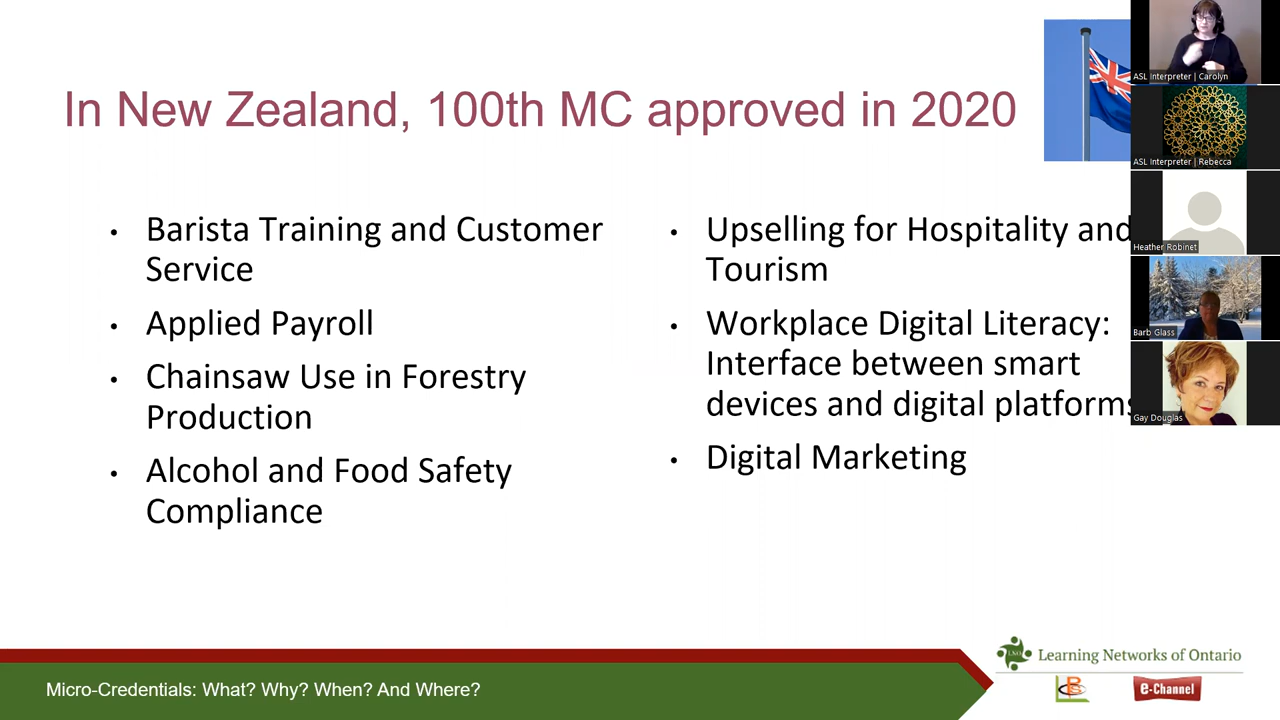 In New Zealand, 100th MC approved in 2020
• Barista Training and Customer
Service
• Applied Payroll
• Chainsaw Use in Forestry
Production
• Alcohol and Food Safety
Compliance
• Upselling for Hospitality and
Tourism
• Workplace Digital Literacy:
Interface between smart
devices and digital platforms
• Digital Marketing
ASL Interpreter | Carolyn
ASL Interpreter | Rebecca
Heather Robinet
Barb Glass
Gay Douglas
Micro-Credentials: What? Why? When? And Where?
LNO
Learning Networks of Ontario
e-Channel